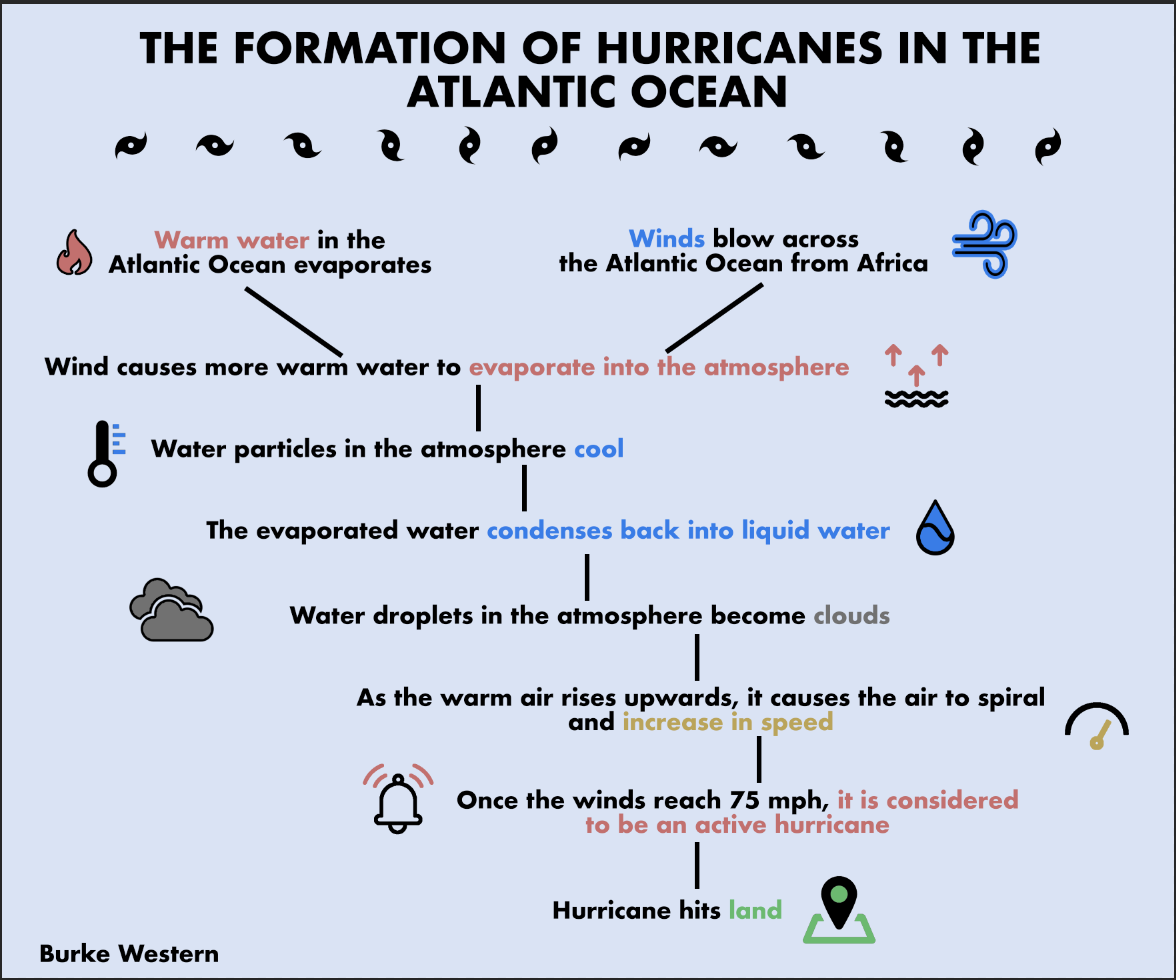 THE FORMATION OF HURRICANES IN THE
ATLANTIC OCEAN
Warm water in the
Atlantic Ocean evaporates
Winds blow across
the Atlantic Ocean from Africa
Wind causes more warm water to evaporate into the atmosphere
Water particles in the atmosphere cool
The evaporated water condenses back into liquid water
Water droplets in the atmosphere become clouds
As the warm air rises upwards, it causes the air to spiral
and increase in speed
Once the winds reach 75 mph, it is considered
to be an active hurricane
Hurricane hits land
Burke Western